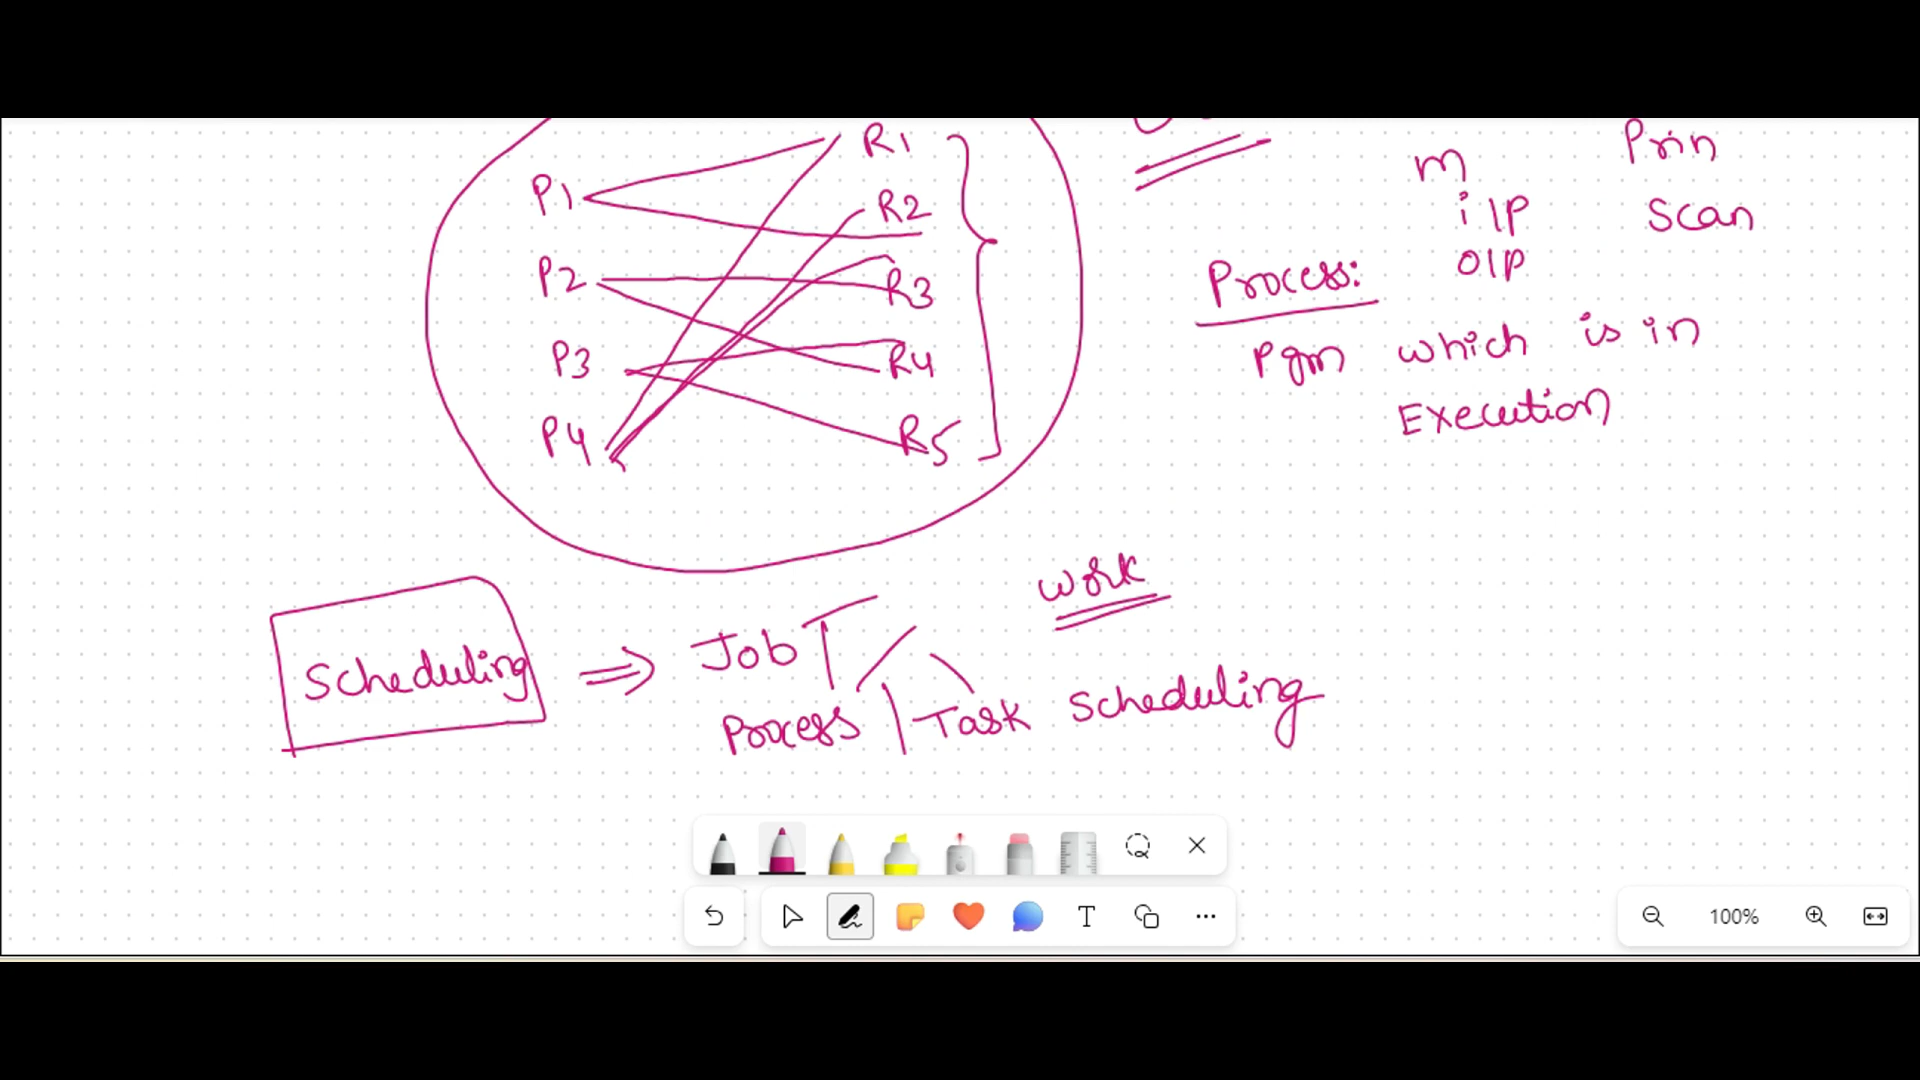 R1
P1
R2
P2
R3
P3
R4
P4
R5
m
i/p
o/p
Prin
Scan
Process:
Pgm which is in
Execution
Work
Scheduling ⇒ Job
Process / Task Scheduling
100%